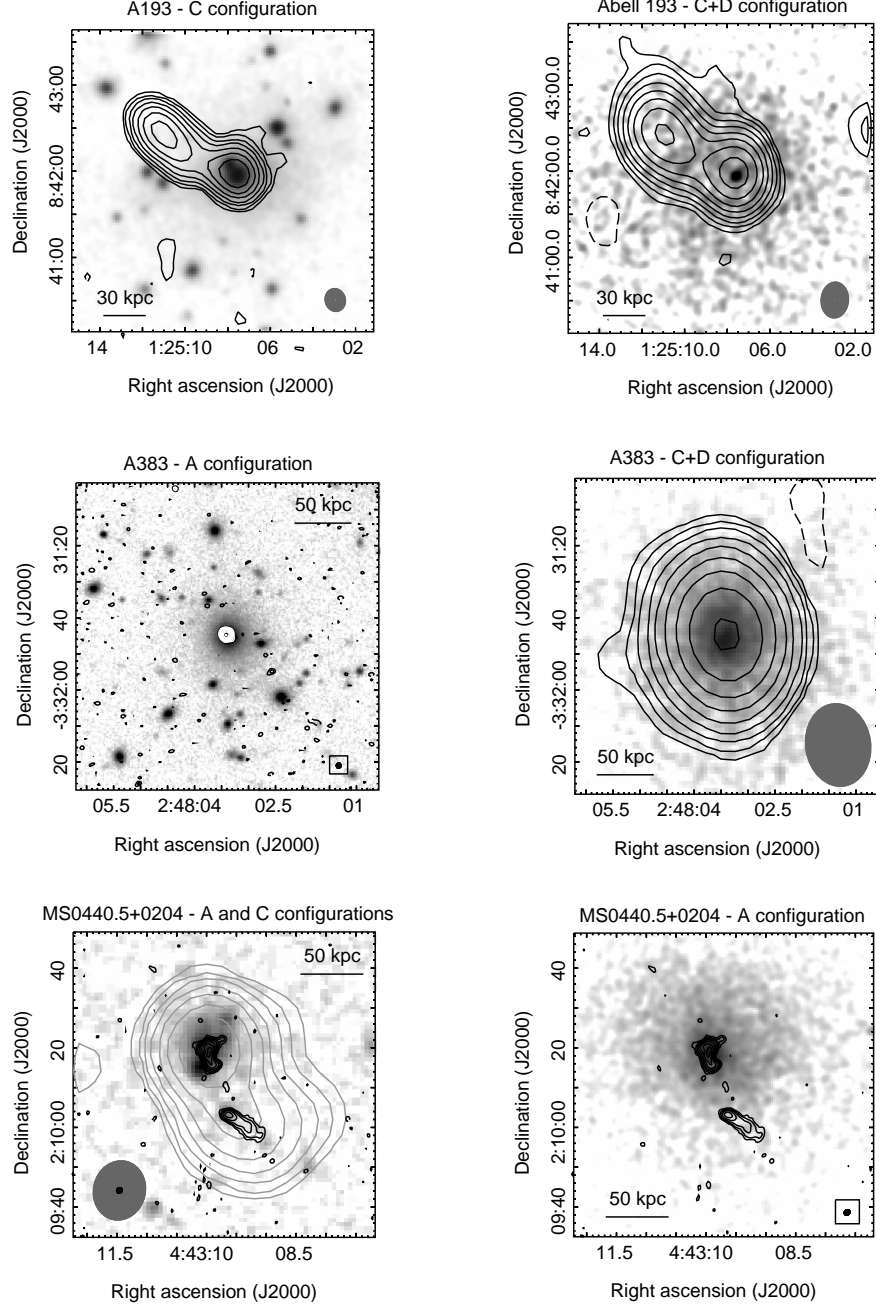 A193 - C configuration
Abell 193 - C+D configuration
Declination (J2000)
43:00
8:42:00
41:00
30 kpc
14 1:25:10 06 02
Right ascension (J2000)
Declination (J2000)
43:00.0
8:42:00.0
41:00.0
30 kpc
14.0 1:25:10.0 06.0 02.0
Right ascension (J2000)
A383 - A configuration
50 kpc
Declination (J2000)
31:20
40
-3:32:00
20
05.5 2:48:04 02.5 01
Right ascension (J2000)
A383 - C+D configuration
Declination (J2000)
31:20
40
-3:32:00
20
50 kpc
05.5 2:48:04 02.5 01
Right ascension (J2000)
MS0440.5+0204 - A and C configurations
50 kpc
Declination (J2000)
40
20
2:10:00
09:40
11.5 4:43:10 08.5
Right ascension (J2000)
MS0440.5+0204 - A configuration
Declination (J2000)
40
20
2:10:00
09:40
50 kpc
11.5 4:43:10 08.5
Right ascension (J2000)